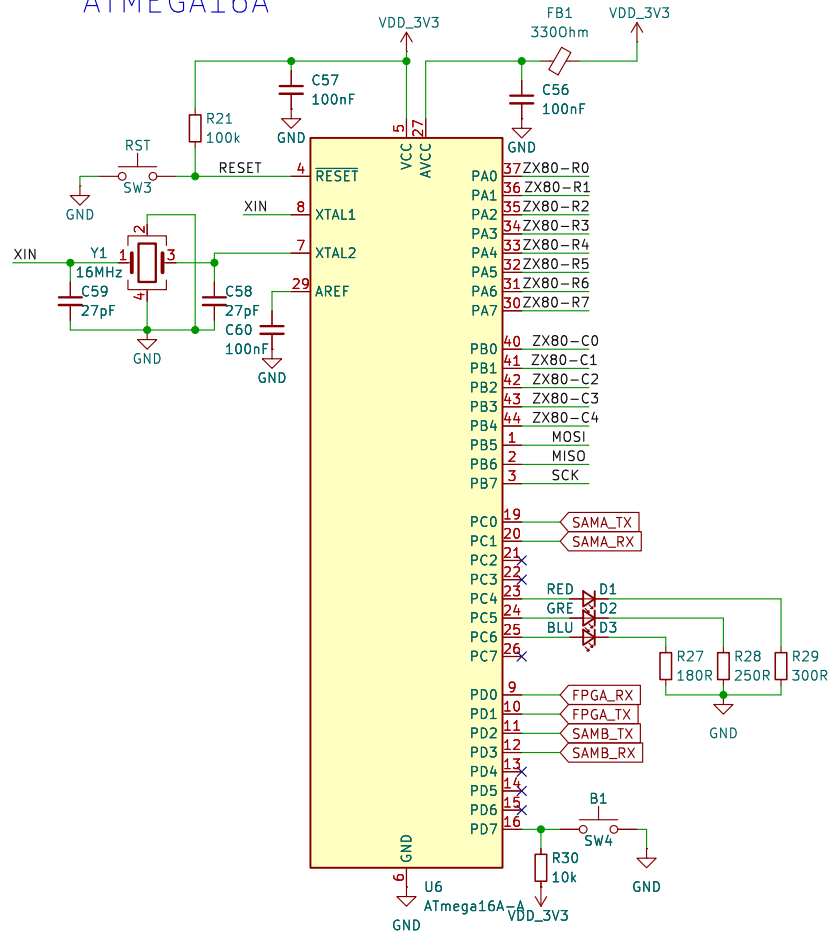 ATMEGA16A
VDD_3V3
FB1
330Ohm
VDD_3V3
C57
100nF
GND
C56
100nF
GND
R21
100k
RST
SW3
GND
RESET
5
VCC
27
AVCC
4 RESET
XIN 8 XTAL1
7 XTAL2
29 AREF
XIN
Y1
16MHz
1
2
3
4
C59
27pF
C58
27pF
GND
C60
100nF
GND
PA0 37 ZX80-R0
PA1 36 ZX80-R1
PA2 35 ZX80-R2
PA3 34 ZX80-R3
PA4 33 ZX80-R4
PA5 32 ZX80-R5
PA6 31 ZX80-R6
PA7 30 ZX80-R7
PB0 40 ZX80-C0
PB1 41 ZX80-C1
PB2 42 ZX80-C2
PB3 43 ZX80-C3
PB4 44 ZX80-C4
PB5 1 MOSI
PB6 2 MISO
PB7 3 SCK
PC0 19 SAMA_TX
PC1 20 SAMA_RX
PC2 21
PC3 22
PC4 23 RED D1
PC5 24 GRE D2
PC6 25 BLU D3
PC7 26
R27
180R
R28
250R
R29
300R
GND
PD0 9 FPGA_RX
PD1 10 FPGA_TX
PD2 11 SAMB_TX
PD3 12 SAMB_RX
PD4 13
PD5 14
PD6 15
PD7 16
B1
SW4
GND
R30
10k
VDD_3V3
GND
6
GND
U6
ATmega16A-A